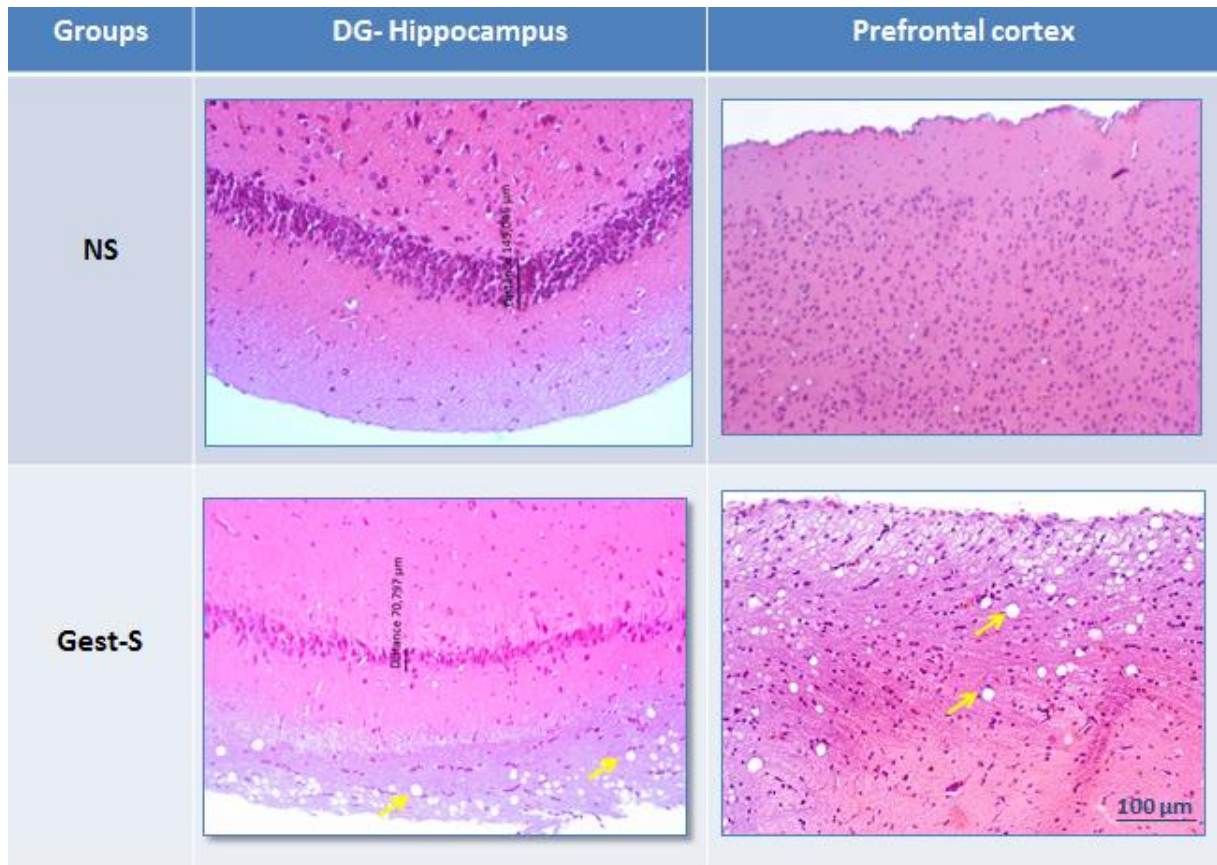 Groups
DG- Hippocampus
Prefrontal cortex
NS
Gest-S
Distance 70,797 µm
100 µm